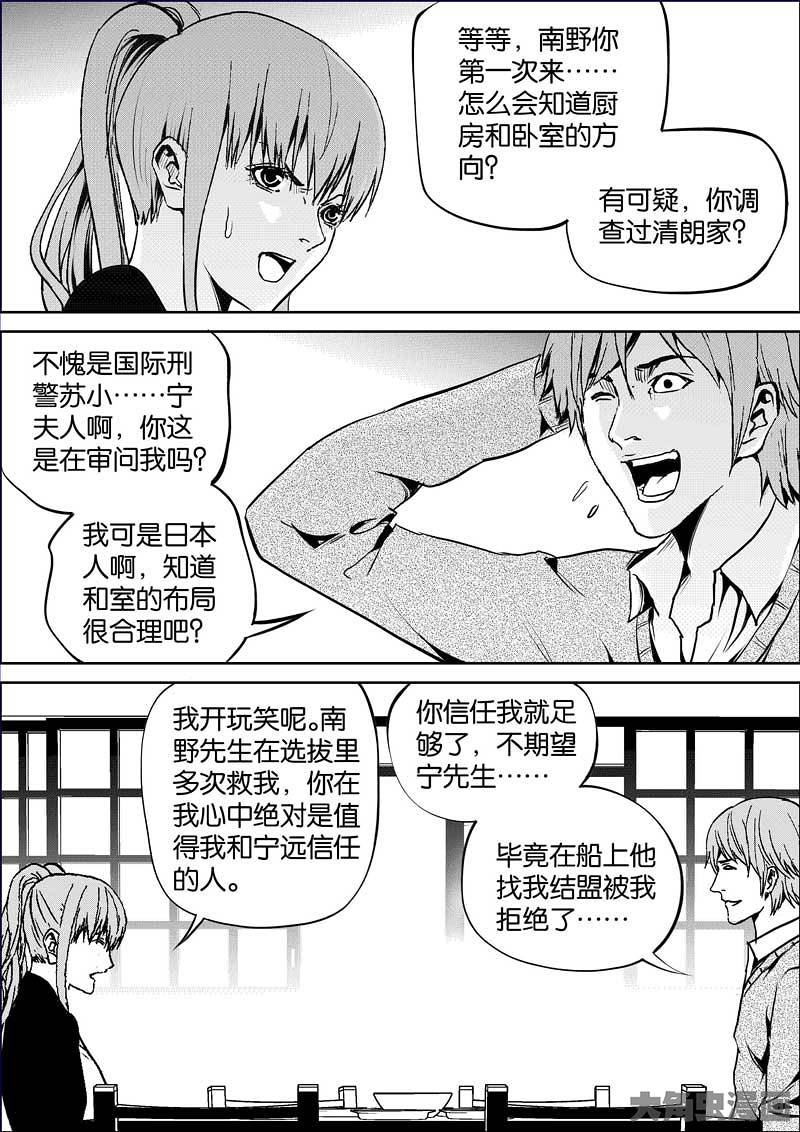 等等，南野你
第一次来……
怎么会知道厨
房和卧室的方
向？
有可疑，你调
查过清朗家？
不愧是国际刑
警苏小……宁
夫人啊，你这
是在审问我吗？
我可是日本
人啊，知道
和室的布局
很合理吧？
我开玩笑呢。南
野先生在选拔里
多次救我，你在
我心中绝对是值
得我和宁远信任
的人。
你信任我就足
够了，不期望
宁先生……
毕竟在船上他
找我结盟被我
拒绝了……
大角虫漫画